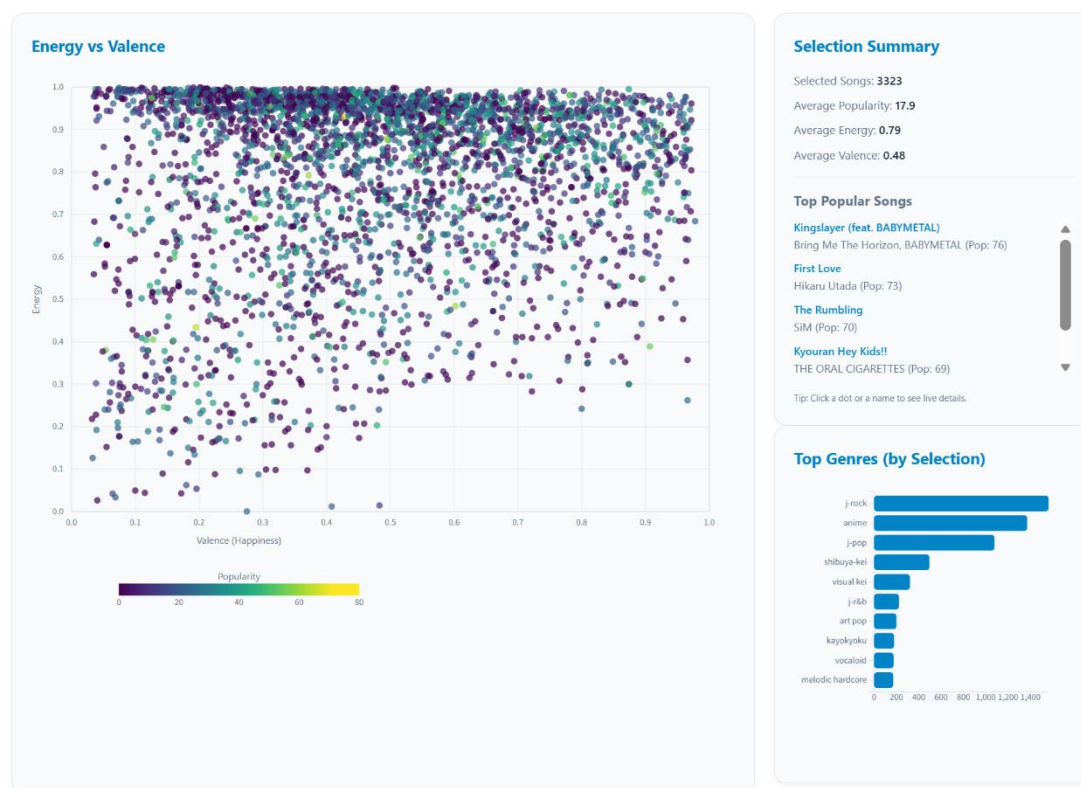 Energy vs Valence
1.0
0.9
0.8
0.7
0.6
0.5
0.4
0.3
0.2
0.1
0.0
Energy
0.0 0.1 0.2 0.3 0.4 0.5 0.6 0.7 0.8 0.9 1.0
Valence (Happiness)
Popularity
0 20 40 60 80
Selection Summary
Selected Songs: 3323
Average Popularity: 17.9
Average Energy: 0.79
Average Valence: 0.48
Top Popular Songs
Kingslayer (feat. BABYMETAL)
Bring Me The Horizon, BABYMETAL (Pop: 76)
First Love
Hikaru Utada (Pop: 73)
The Rumbling
SiM (Pop: 70)
Kyouran Hey Kids!!
THE ORAL CIGARETTES (Pop: 69)
Tip: Click a dot or a name to see live details.
Top Genres (by Selection)
j-rock
anime
j-pop
shibuya-kei
visual kei
j-r&b
art pop
kayokyoku
vocaloid
melodic hardcore
0 200 400 600 800 1,000 1,200 1,400